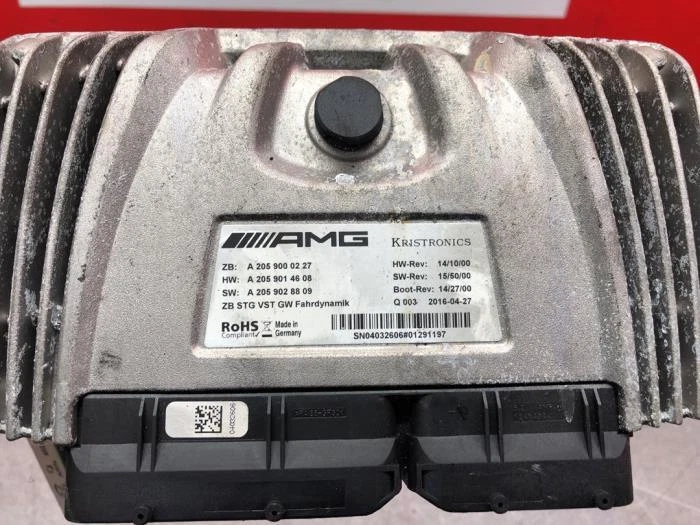 AMG KRISTRONICS
ZB: A 205 900 02 27 HW-Rev: 14/10/00
HW: A 205 901 46 08 SW-Rev: 15/50/00
SW: A 205 902 88 09 Boot-Rev: 14/27/00
ZB STG VST GW Fahrdynamik Q 003 2016-04-27
RoHS Made in
Compliant Germany
SN04032606#01291197
04032606